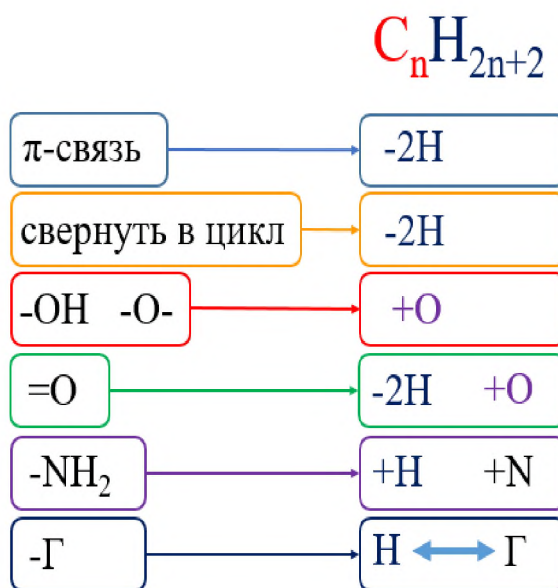 CₙH₂ₙ₊₂
π-связь -2H
свернуть в цикл -2H
-OH -O- +O
=O -2H +O
-NH₂ +H +N
-Г H Г